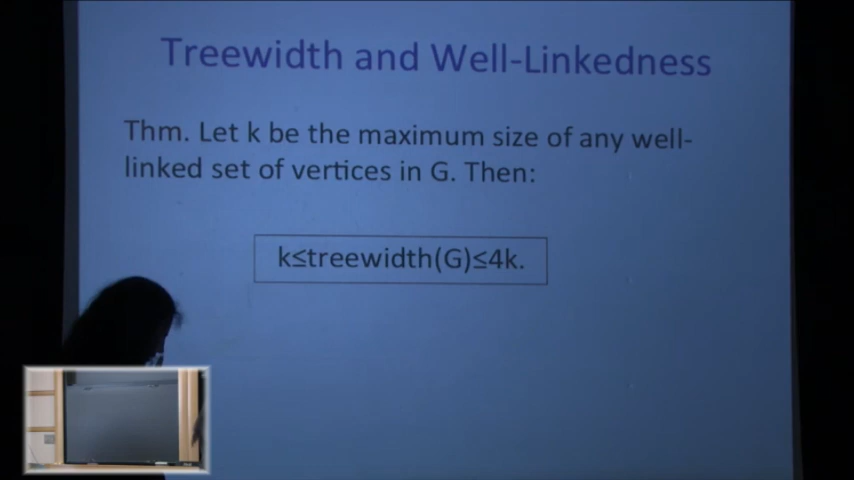 Treewidth and Well-Linkedness
Thm. Let k be the maximum size of any well-
linked set of vertices in G. Then:
k≤treewidth(G)≤4k.